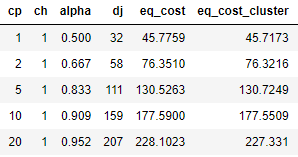 cp ch alpha dj eq_cost eq_cost_cluster
1 1 0.500 32 45.7759 45.7173
2 1 0.667 58 76.3510 76.3216
5 1 0.833 111 130.5263 130.7249
10 1 0.909 159 177.5900 177.5509
20 1 0.952 207 228.1023 227.331